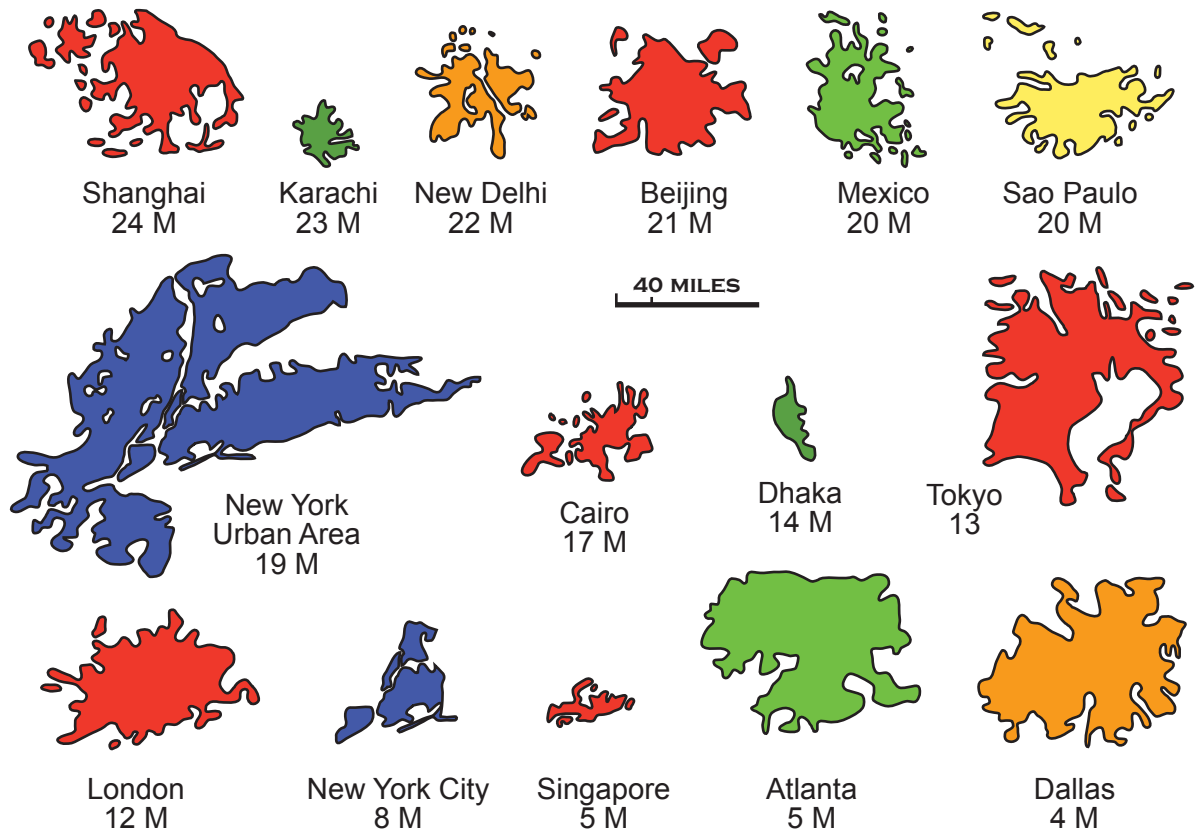 Shanghai
24 M
Karachi
23 M
New Delhi
22 M
Beijing
21 M
Mexico
20 M
Sao Paulo
20 M
40 MILES
New York
Urban Area
19 M
Cairo
17 M
Dhaka
14 M
Tokyo
13
London
12 M
New York City
8 M
Singapore
5 M
Atlanta
5 M
Dallas
4 M